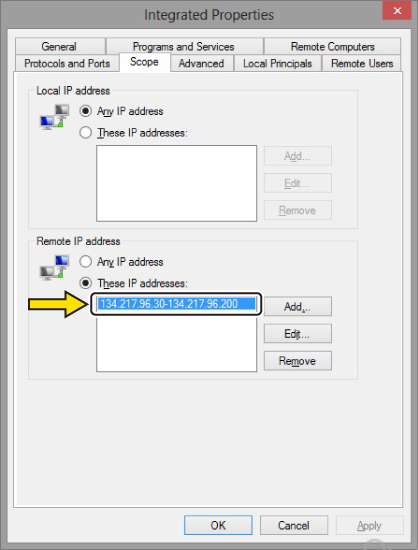 Integrated Properties
General Programs and Services Remote Computers
Protocols and Ports Scope Advanced Local Principals Remote Users
Local IP address
Any IP address
These IP addresses:
Add...
Edit...
Remove
Remote IP address
Any IP address
These IP addresses:
134.217.96.30-134.217.96.200
Add...
Edit...
Remove
OK Cancel Apply